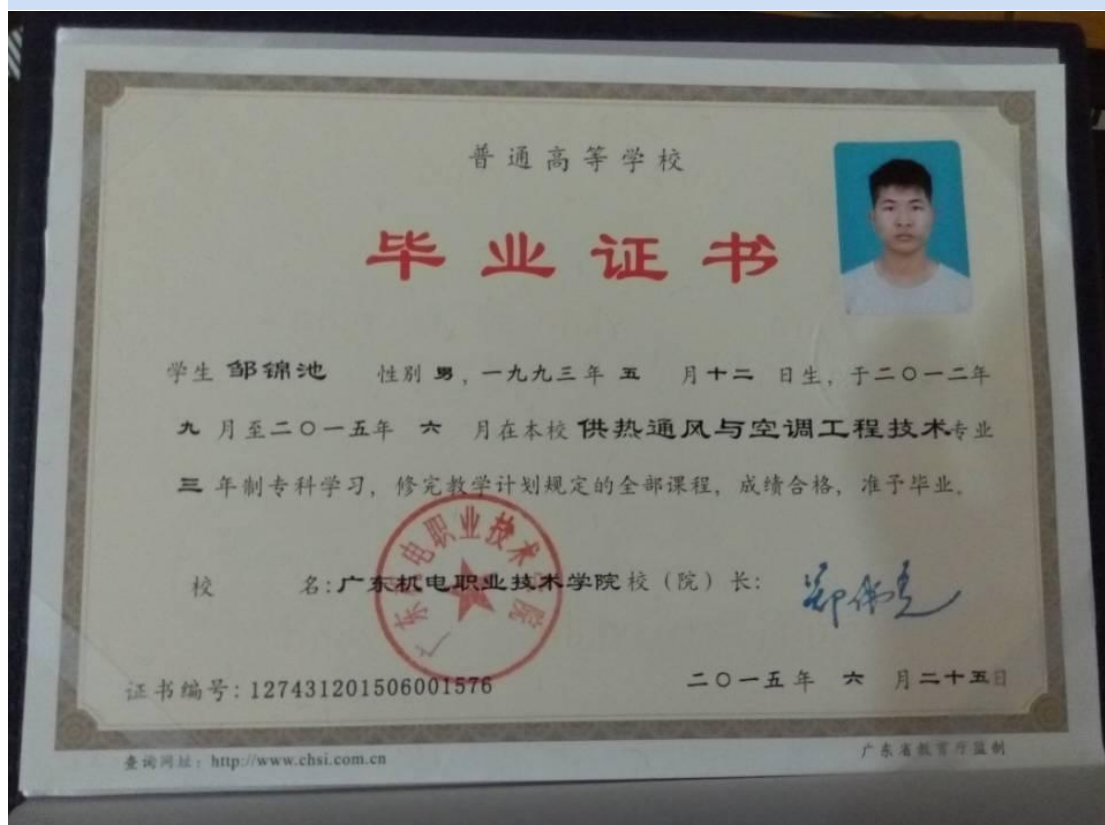 普通高等学校
毕业证书
学生 邹锦池 性别 男，一九九三年 五 月十二 日生，于二〇一二年
九 月至二〇一五年 六 月在本校 供热通风与空调工程技术专业
三 年制专科学习，修完教学计划规定的全部课程，成绩合格，准予毕业。
校 名:广东机电职业技术学院校（院）长：
广东机电职业技术学院
证书编号：127431201506001576
二〇一五年 六 月二十五日
查询网址：http://www.chsi.com.cn
广东省教育厅监制